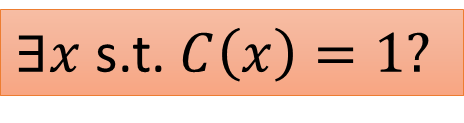 ∃𝑥 s.t. 𝐶(𝑥) = 1?